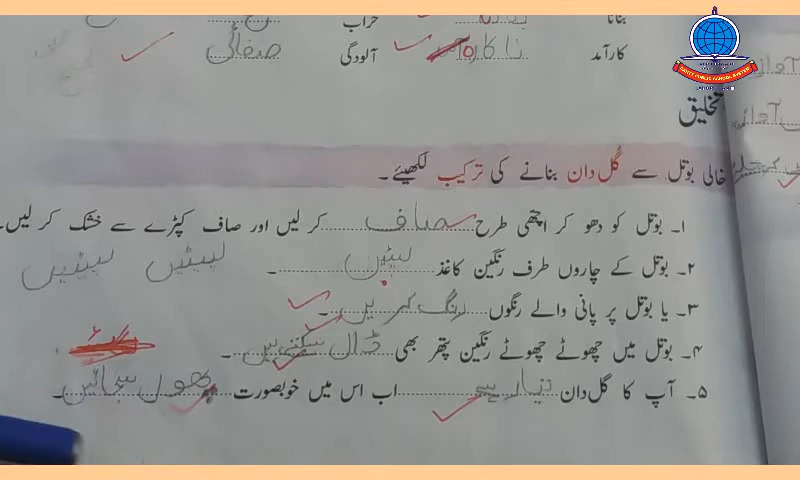 بنانا خراب
کارآمد ناکارہ آلودگی صفائی
تخلیق
خالی بوتل سے گُل دان بنانے کی ترکیب لکھیئے۔
۱۔ بوتل کو دھو کر اچھی طرح صاف کر لیں اور صاف کپڑے سے خشک کر لیں۔
۲۔ بوتل کے چاروں طرف رنگین کاغذ لپیٹیں ۔ لپیٹیں لپیٹیں
۳۔ یا بوتل پر پانی والے رنگوں رنگ کریں ۔
۴۔ بوتل میں چھوٹے چھوٹے رنگین پتھر بھی ڈال سکتے ہیں ۔
۵۔ آپ کا گُل دان تیار ہے اب اس میں خوبصورت پھول سجائیں ۔